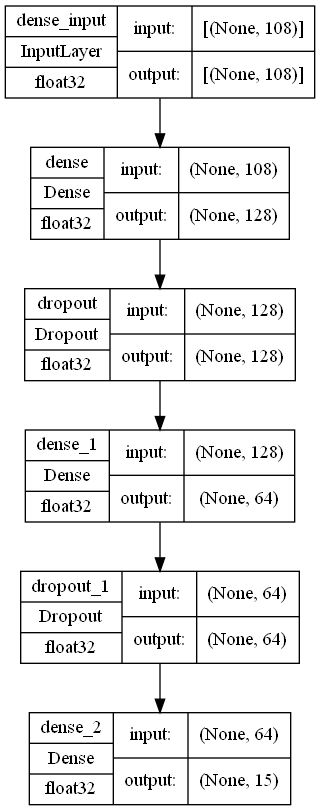 dense_input input: [(None, 108)]
InputLayer
float32 output: [(None, 108)]
dense input: (None, 108)
Dense
float32 output: (None, 128)
dropout input: (None, 128)
Dropout
float32 output: (None, 128)
dense_1 input: (None, 128)
Dense
float32 output: (None, 64)
dropout_1 input: (None, 64)
Dropout
float32 output: (None, 64)
dense_2 input: (None, 64)
Dense
float32 output: (None, 15)